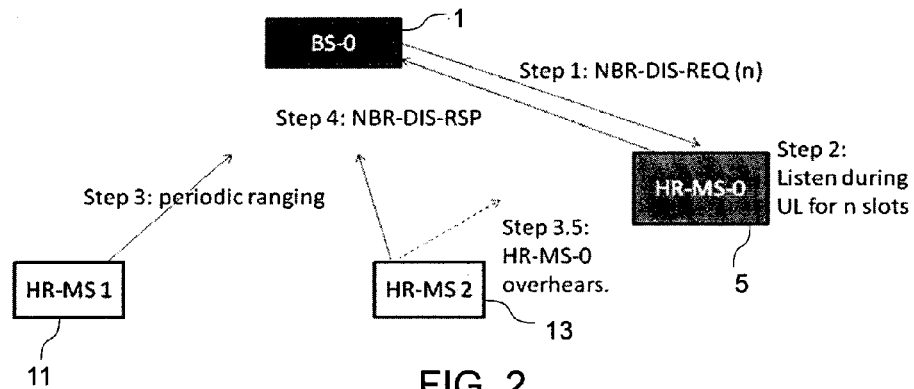 1
BS-0
Step 1: NBR-DIS-REQ (n)
Step 4: NBR-DIS-RSP
Step 2:
Listen during
UL for n slots
HR-MS-0
Step 3: periodic ranging
Step 3.5:
HR-MS-0
overhears.
5
HR-MS 1
HR-MS 2
13
11
FIG. 2